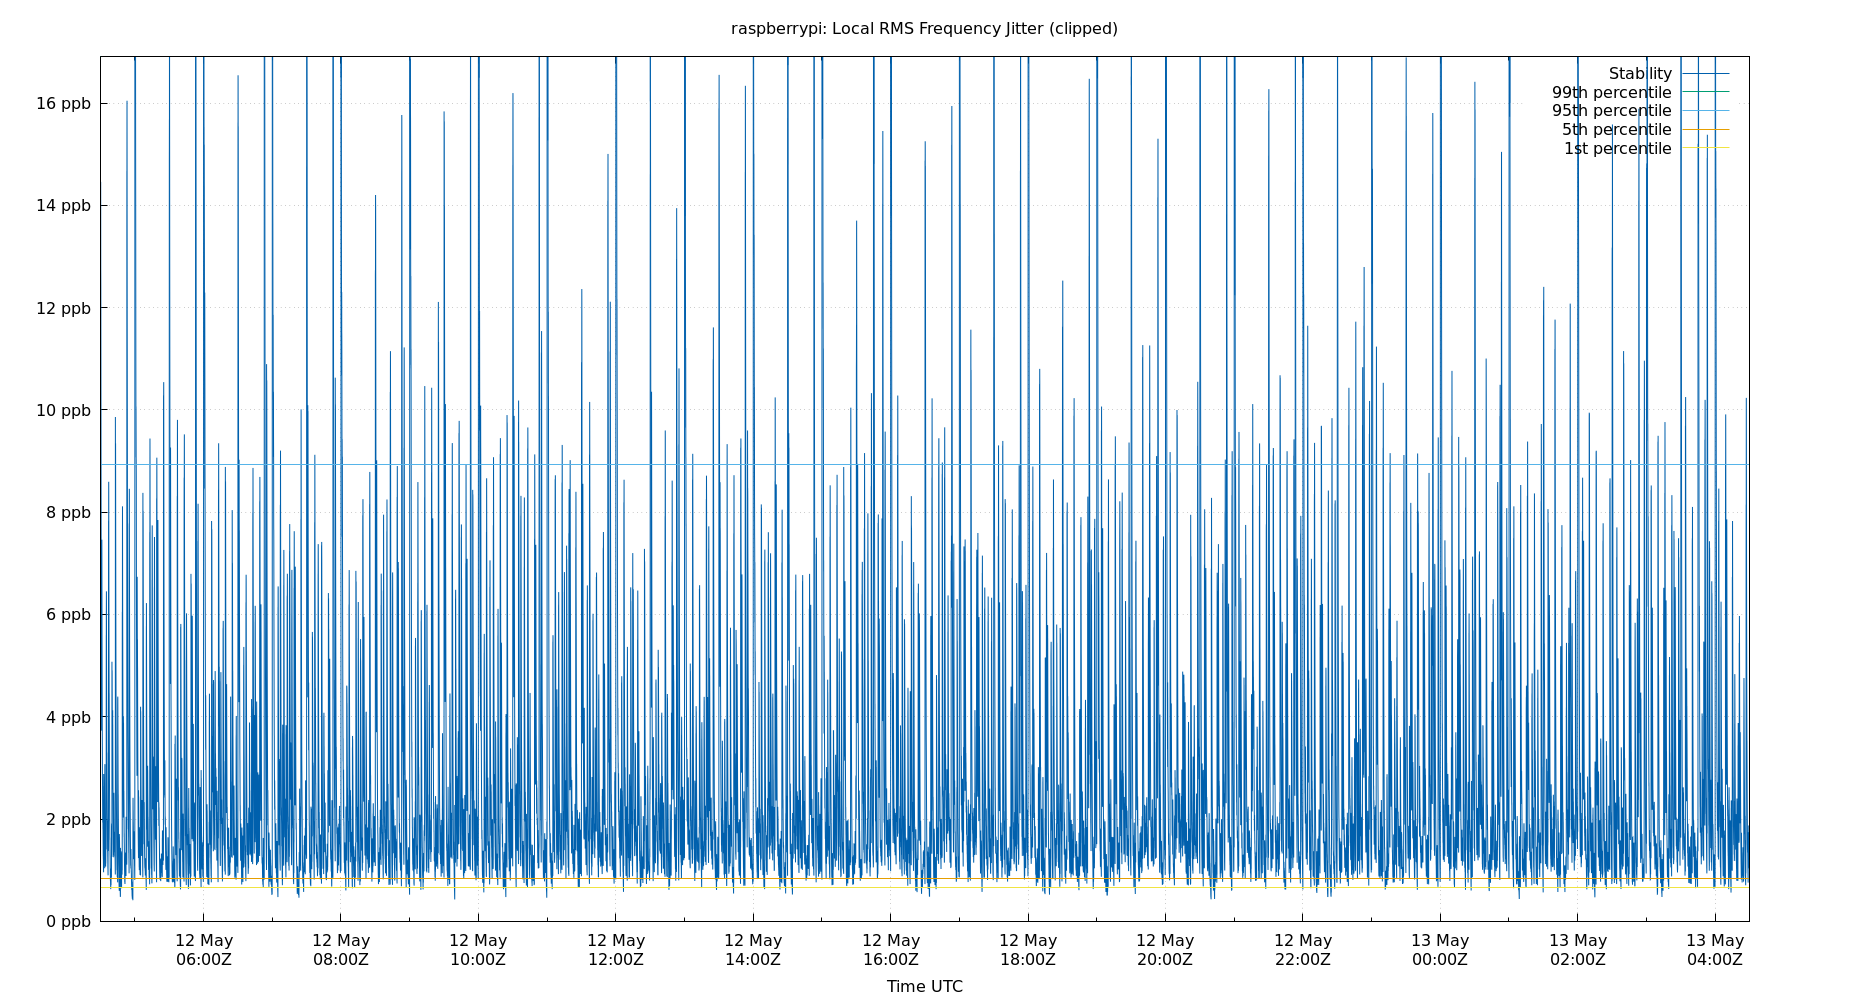 raspberrypi: Local RMS Frequency Jitter (clipped)
Stability
99th percentile
95th percentile
5th percentile
1st percentile
16 ppb
14 ppb
12 ppb
10 ppb
8 ppb
6 ppb
4 ppb
2 ppb
0 ppb
12 May 12 May 12 May 12 May 12 May 12 May 12 May 12 May 12 May 13 May 13 May 13 May
06:00Z 08:00Z 10:00Z 12:00Z 14:00Z 16:00Z 18:00Z 20:00Z 22:00Z 00:00Z 02:00Z 04:00Z
Time UTC